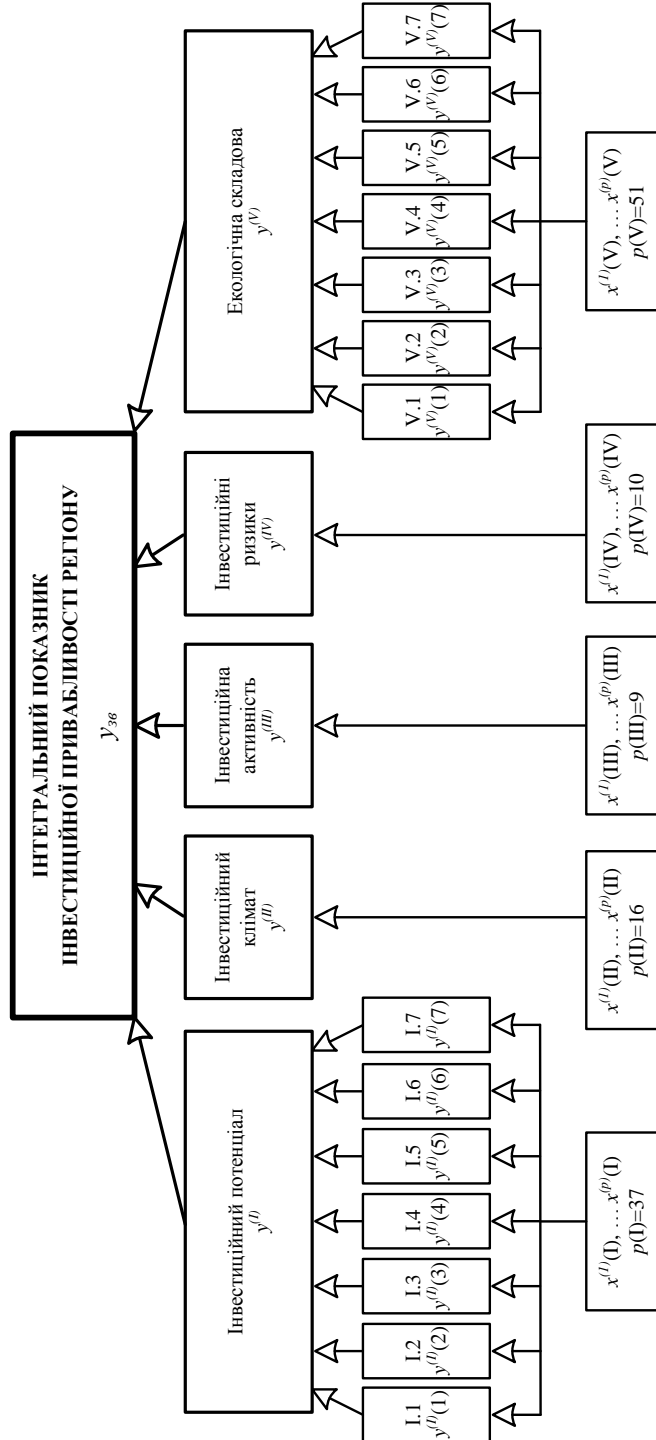 ІНТЕГРАЛЬНИЙ ПОКАЗНИК
ІНВЕСТИЦІЙНОЇ ПРИВАБЛИВОСТІ РЕГІОНУ
y_зв
Інвестиційний потенціал
y^(I)
Інвестиційний
клімат
y^(II)
Інвестиційна
активність
y^(III)
Інвестиційні
ризики
y^(IV)
Екологічна складова
y^(V)
I.1
y^(I)(1)
I.2
y^(I)(2)
I.3
y^(I)(3)
I.4
y^(I)(4)
I.5
y^(I)(5)
I.6
y^(I)(6)
I.7
y^(I)(7)
V.1
y^(V)(1)
V.2
y^(V)(2)
V.3
y^(V)(3)
V.4
y^(V)(4)
V.5
y^(V)(5)
V.6
y^(V)(6)
V.7
y^(V)(7)
x^(1)(I), …x^(p)(I)
p(I)=37
x^(1)(II), …x^(p)(II)
p(II)=16
x^(1)(III), …x^(p)(III)
p(III)=9
x^(1)(IV), …x^(p)(IV)
p(IV)=10
x^(1)(V), …x^(p)(V)
p(V)=51